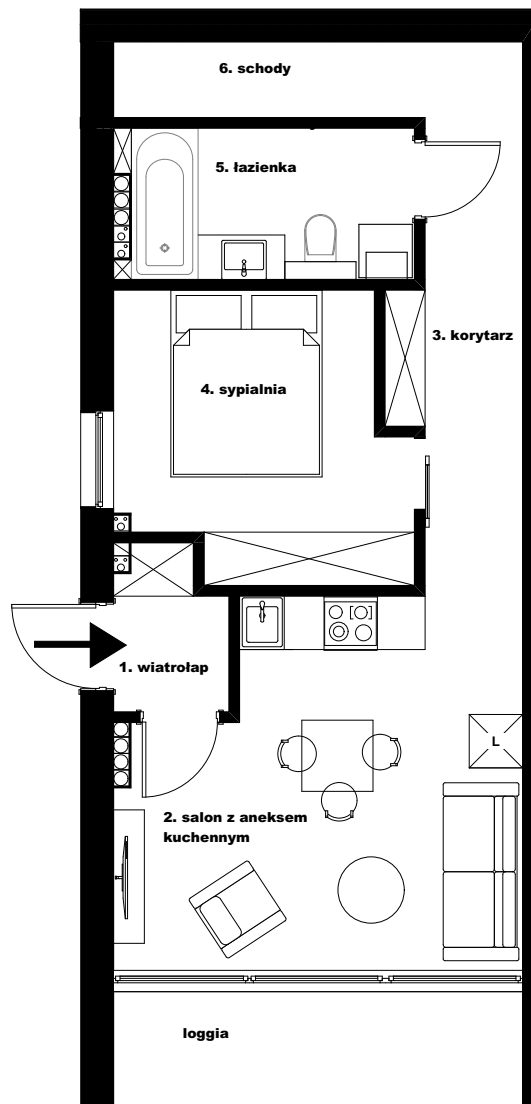 6. schody
5. łazienka
3. korytarz
4. sypialnia
1. wiatrołap
L
2. salon z aneksem
kuchennym
loggia